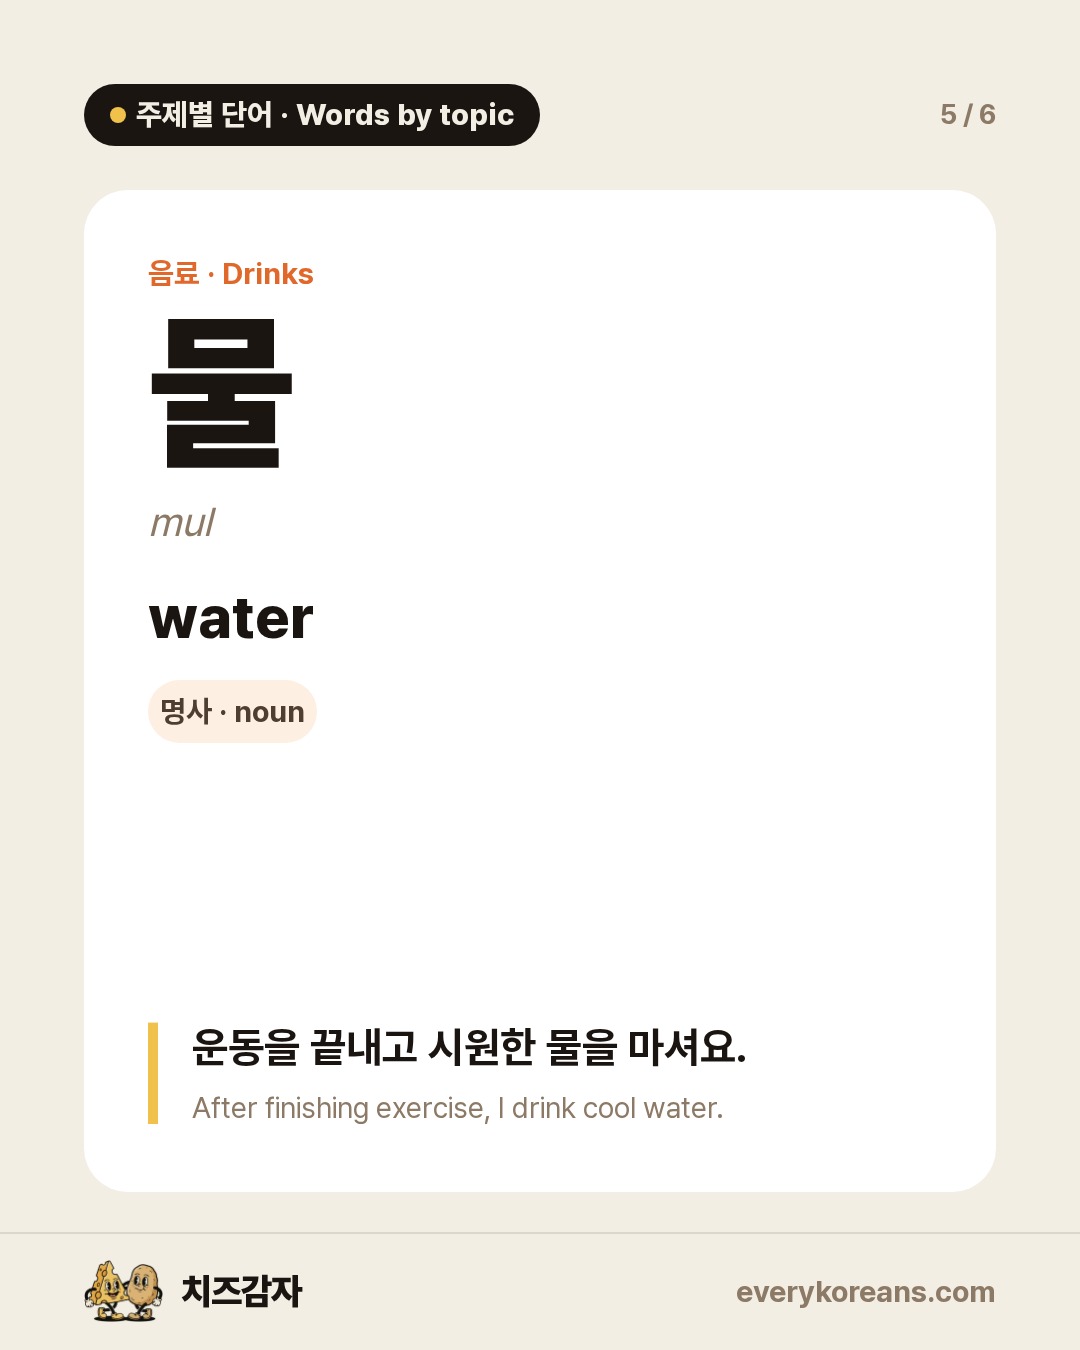 주제별 단어 · Words by topic
5 / 6
음료 · Drinks
물
mul
water
명사 · noun
운동을 끝내고 시원한 물을 마셔요.
After finishing exercise, I drink cool water.
치즈감자
everykoreans.com